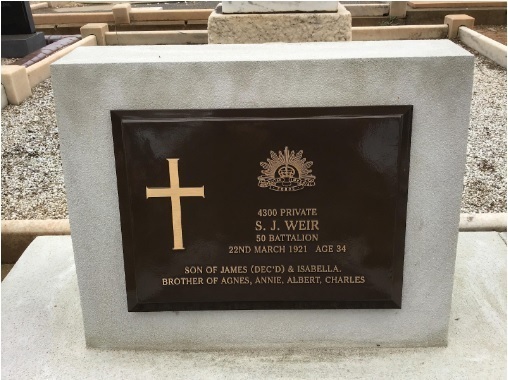 4300 PRIVATE
S. J. WEIR
50 BATTALION
22ND MARCH 1921 AGE 34
SON OF JAMES (DEC'D) & ISABELLA.
BROTHER OF AGNES, ANNIE, ALBERT, CHARLES